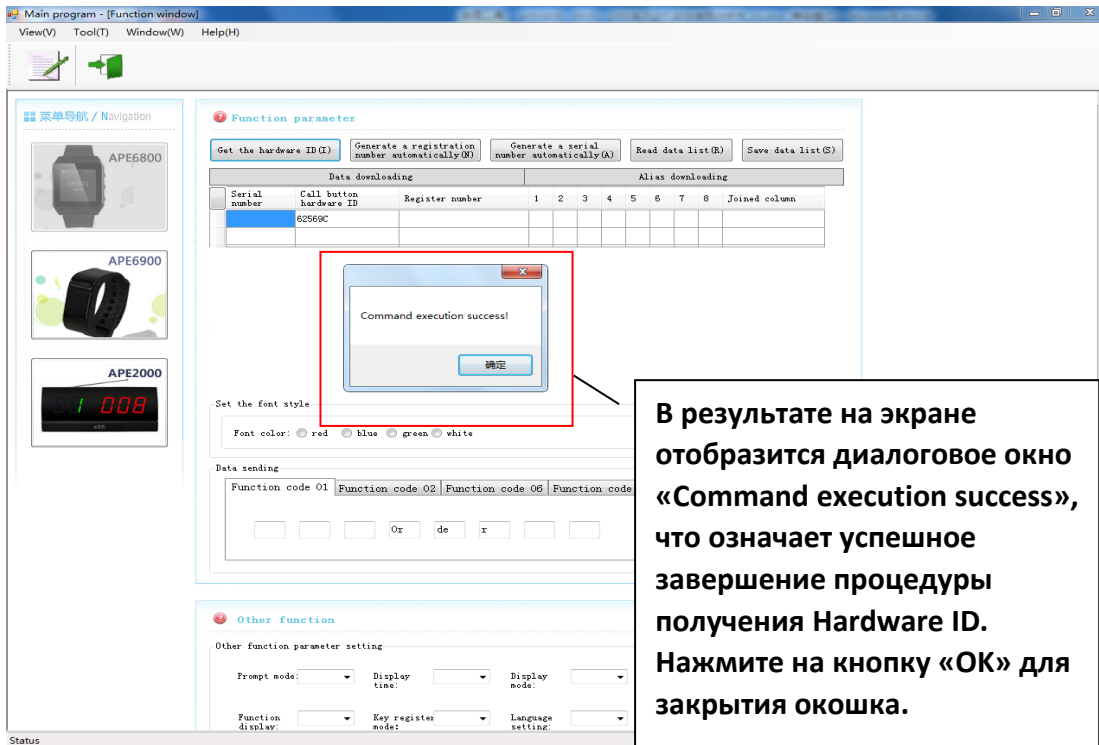 Main program - [Function window]
View(V) Tool(T) Window(W) Help(H)
菜单导航 / Navigation
APE6800
APE6900
APE2000
1 008
Function parameter
Get the hardware ID(I)
Generate a registration
number automatically(N)
Generate a serial
number automatically(A)
Read data list(R)
Save data list(S)
Data downloading
Alias downloading
Serial
number
Call button
hardware ID
Register number
1 2 3 4 5 6 7 8 Joined column
62569C
Command execution success!
确定
Set the font style
Font color: red blue green white
Data sending
Function code 01 Function code 02 Function code 06 Function code
Or de r
Other function
Other function parameter setting
Prompt mode:
Display
time:
Display
mode:
Function
display:
Key register
mode:
Language
setting:
Status
В результате на экране
отобразится диалоговое окно
«Command execution success»,
что означает успешное
завершение процедуры
получения Hardware ID.
Нажмите на кнопку «OK» для
закрытия окошка.